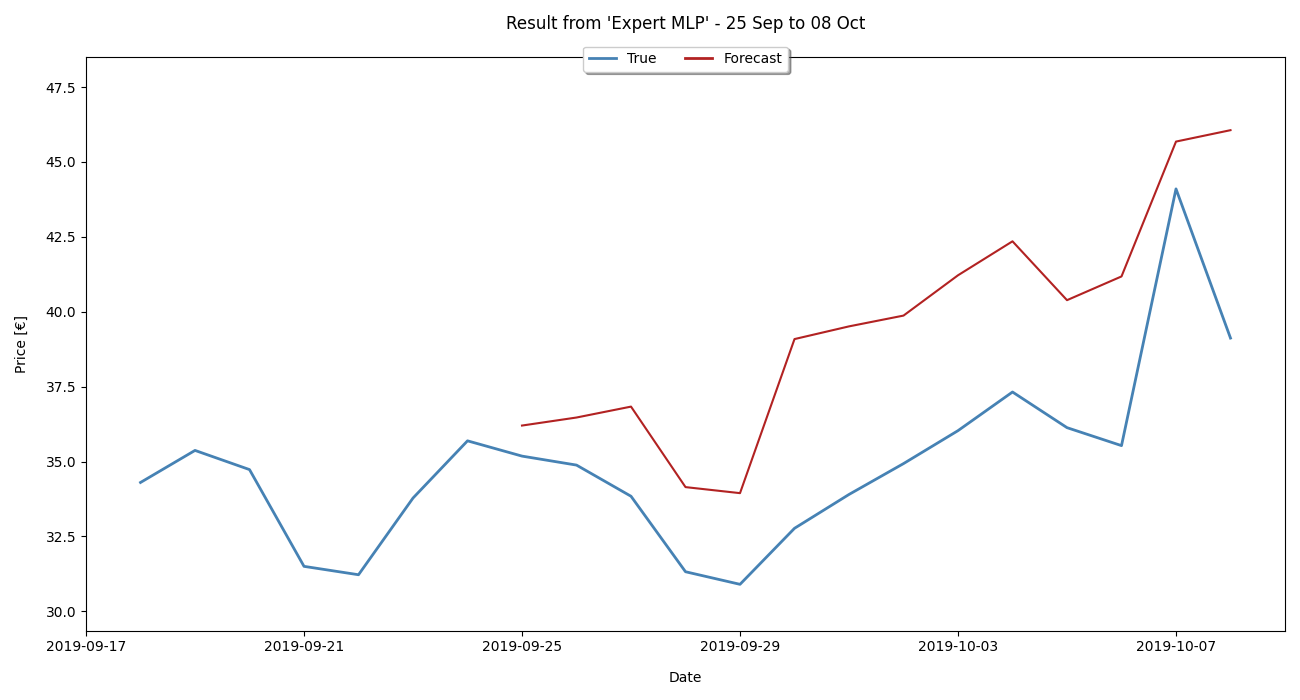 Result from 'Expert MLP' - 25 Sep to 08 Oct
True Forecast
47.5
45.0
42.5
40.0
37.5
35.0
32.5
30.0
Price [€]
2019-09-17 2019-09-21 2019-09-25 2019-09-29 2019-10-03 2019-10-07
Date